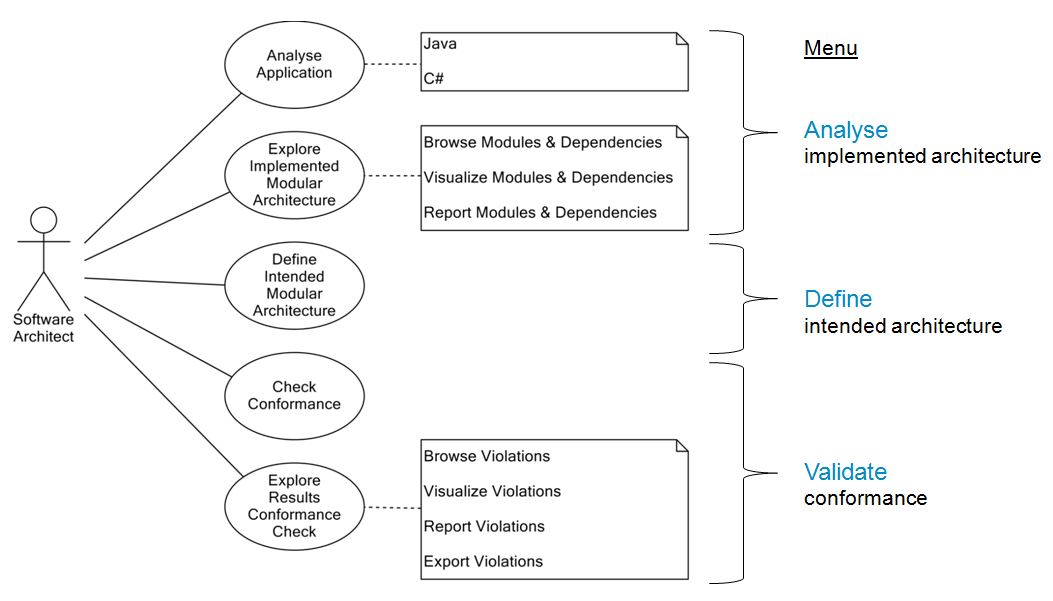 Analyse
Application
Java
C#
Menu
Analyse
implemented architecture
Explore
Implemented
Modular
Architecture
Browse Modules & Dependencies
Visualize Modules & Dependencies
Report Modules & Dependencies
Software
Architect
Define
Intended
Modular
Architecture
Define
intended architecture
Check
Conformance
Explore
Results
Conformance
Check
Browse Violations
Visualize Violations
Report Violations
Export Violations
Validate
conformance